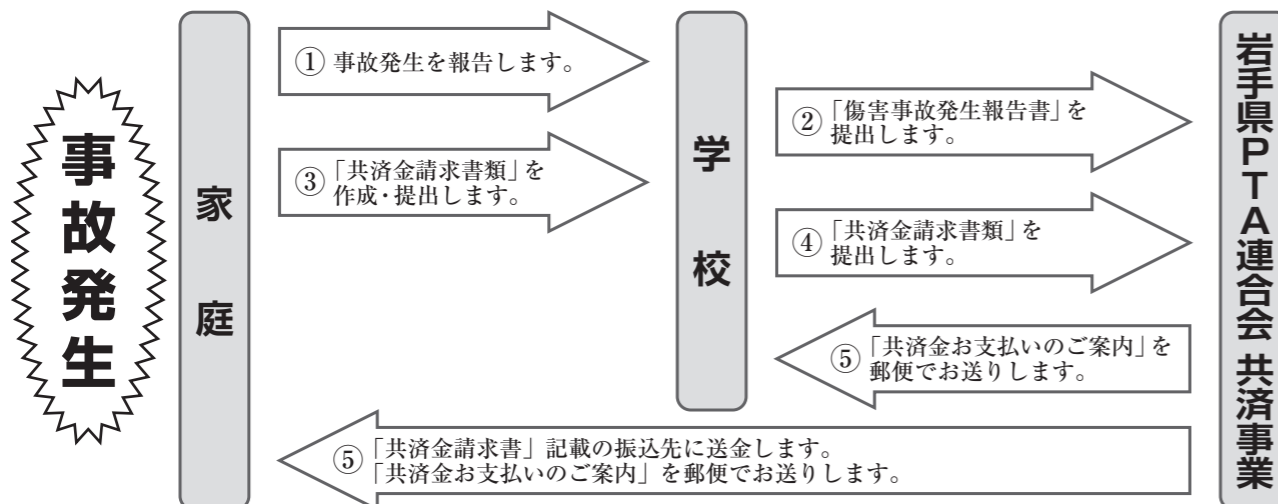 事故発生
家庭
① 事故発生を報告します。
③「共済金請求書類」を
作成・提出します。
学校
②「傷害事故発生報告書」を
提出します。
④「共済金請求書類」を
提出します。
⑤「共済金お支払いのご案内」を
郵便でお送りします。
⑤「共済金請求書」記載の振込先に送金します。
「共済金お支払いのご案内」を郵便でお送りします。
岩手県PTA連合会 共済事業